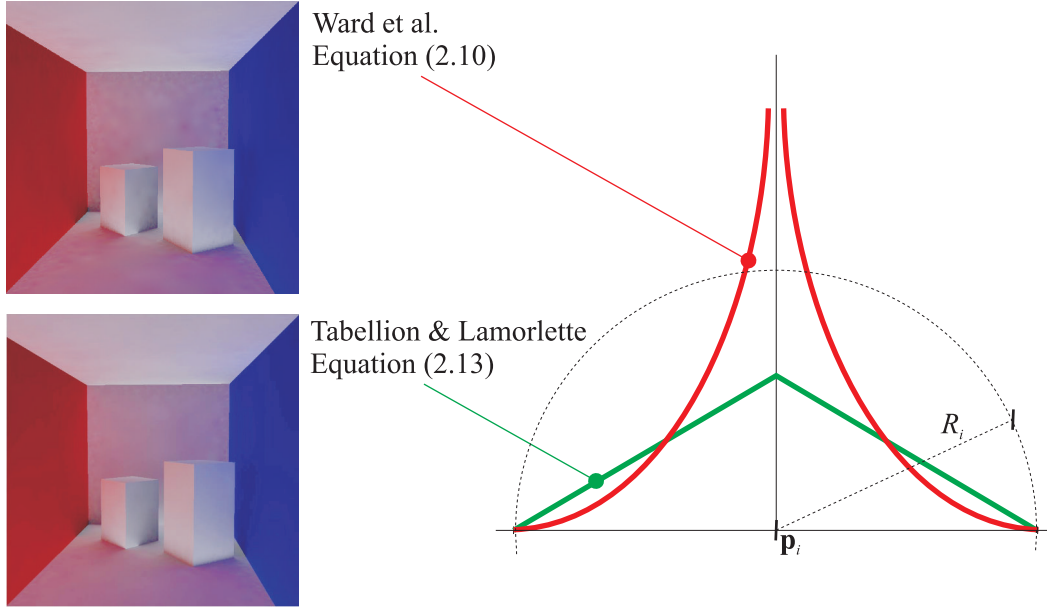 Ward et al.
Equation (2.10)
Tabellion & Lamorlette
Equation (2.13)
R_i
p_i